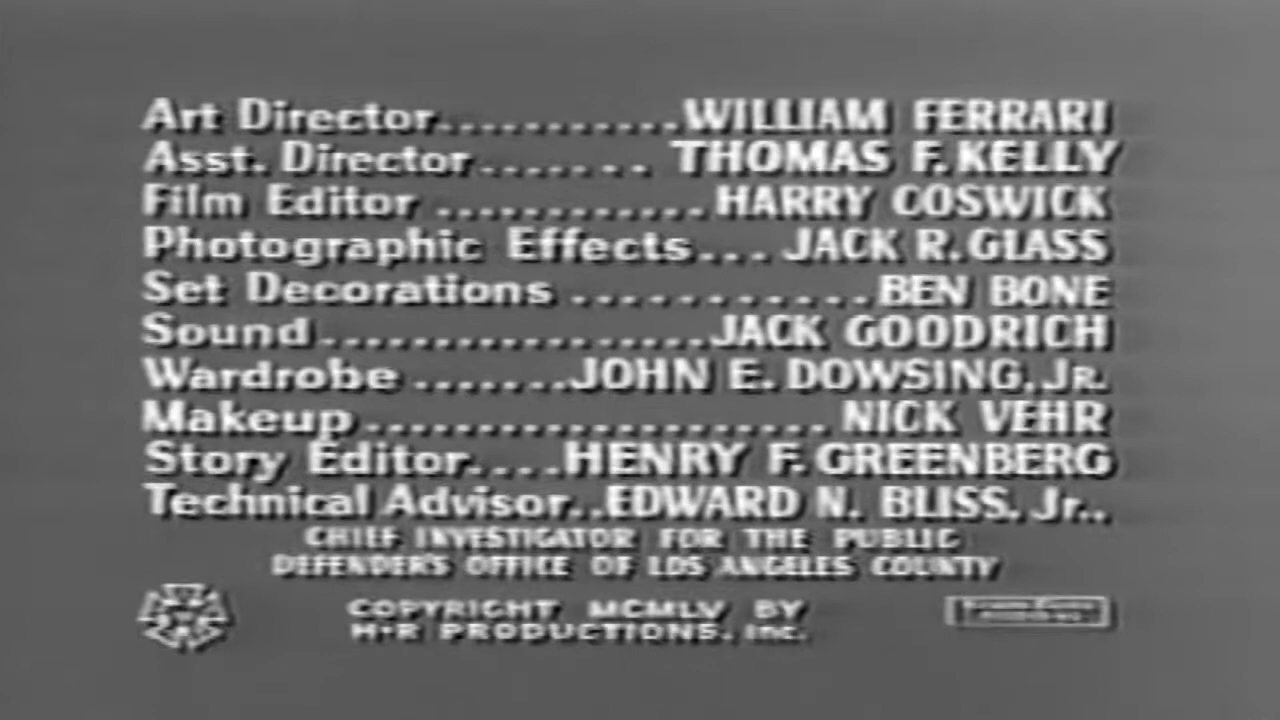 Art Director...........WILLIAM FERRARI
Asst. Director....... THOMAS F. KELLY
Film Editor ............HARRY COSWICK
Photographic Effects... JACK R. GLASS
Set Decorations ...........BEN BONE
Sound.................JACK GOODRICH
Wardrobe .......JOHN E. DOWSING, Jr.
Makeup..................... NICK VEHR
Story Editor....HENRY F. GREENBERG
Technical Advisor..EDWARD N. BLISS, Jr..
CHIEF INVESTIGATOR FOR THE PUBLIC
DEFENDER'S OFFICE OF LOS ANGELES COUNTY
COPYRIGHT MCMLV BY
H-R PRODUCTIONS, Inc.